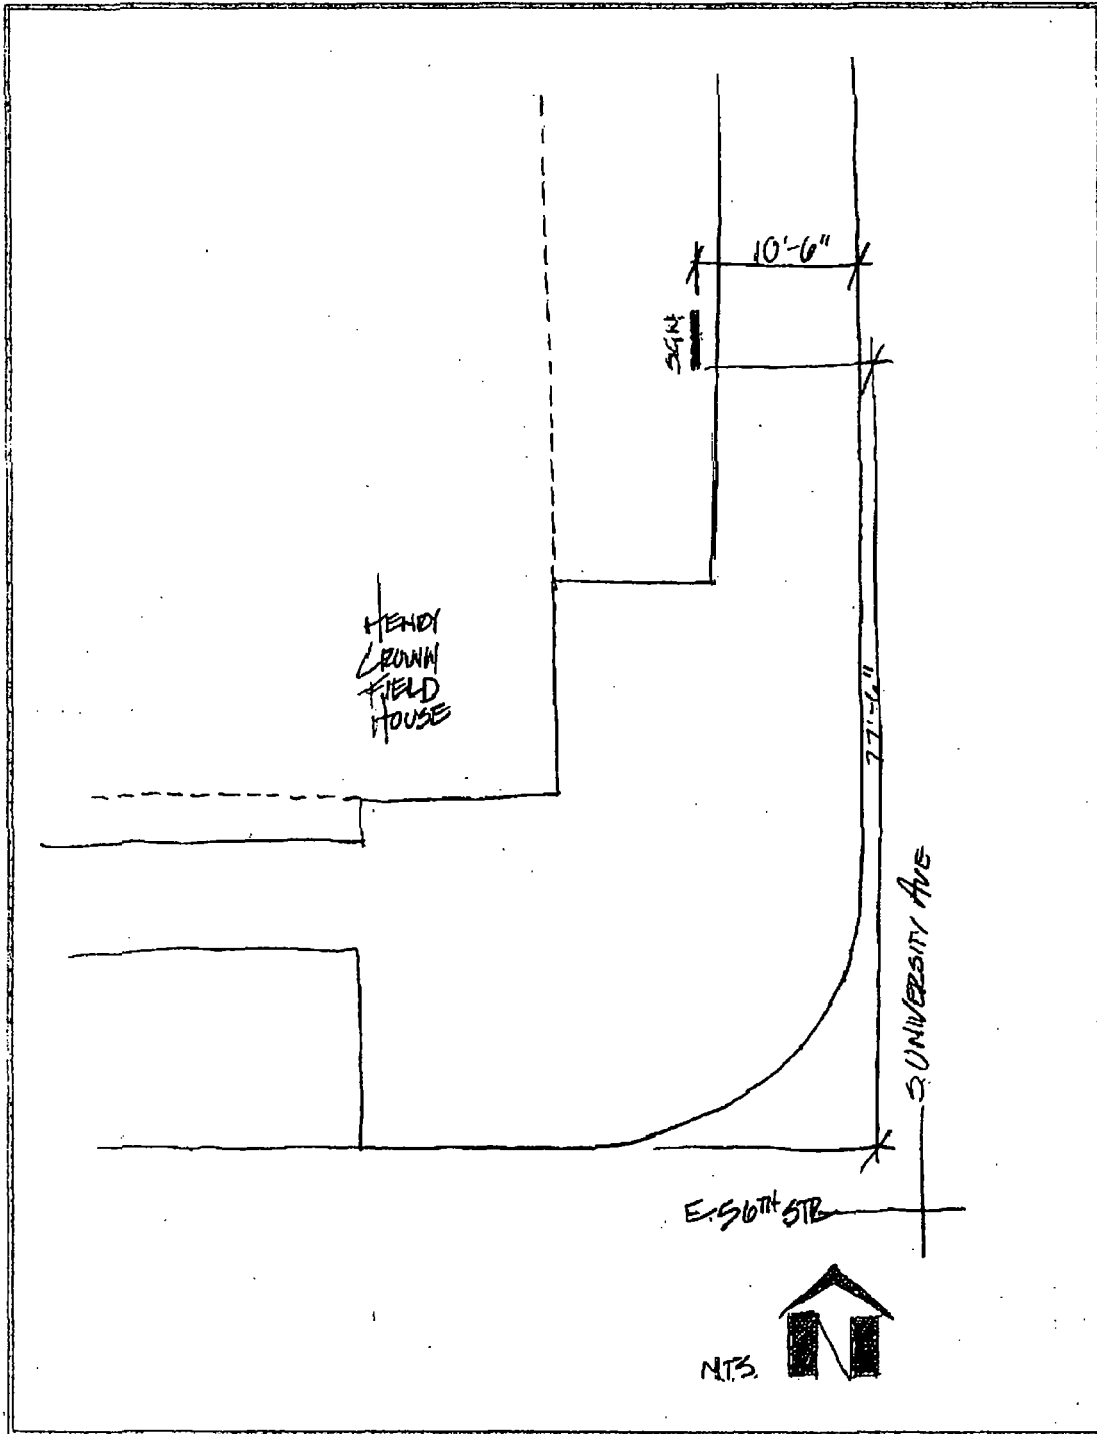 10'-6"
SIGN
HENRY
CROWN
FIELD
HOUSE
77'-6"
S. UNIVERSITY AVE
E. 56TH STR
N
N.T.S.